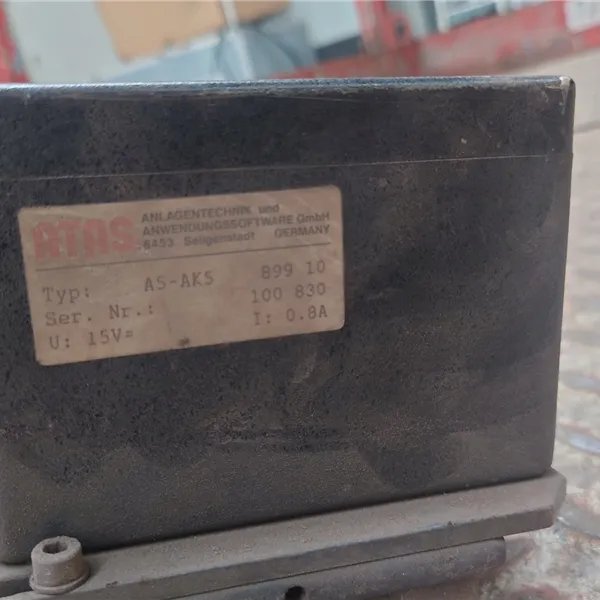 ATAS
ANLAGENTECHNIK und
ANWENDUNGSSOFTWARE GmbH
6453 Seligenstadt GERMANY
Typ: AS-AKS 899 10
Ser. Nr.: 100 830
U: 15V= I: 0.8A